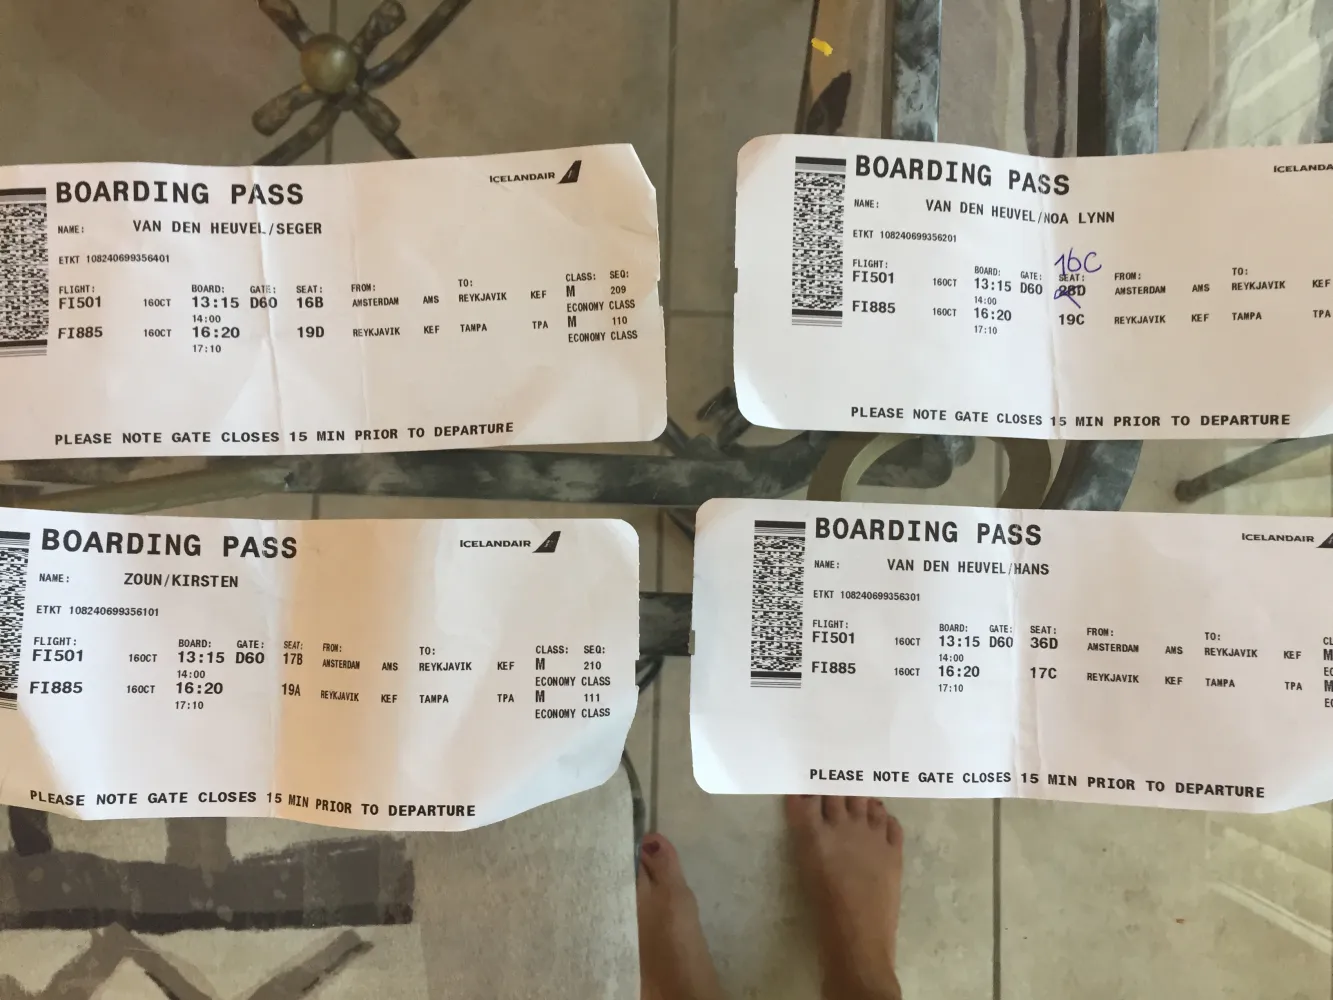 BOARDING PASS
ICELANDAIR
NAME: VAN DEN HEUVEL/SEGER
ETKT 108240699356401
FLIGHT: BOARD: GATE: SEAT: FROM: TO: CLASS: SEQ:
FI501 16OCT 13:15 D60 16B AMSTERDAM AMS REYKJAVIK KEF M 209
14:00 ECONOMY CLASS
FI885 16OCT 16:20 19D REYKJAVIK KEF TAMPA TPA M 110
17:10 ECONOMY CLASS
PLEASE NOTE GATE CLOSES 15 MIN PRIOR TO DEPARTURE
BOARDING PASS
ICELANDA
NAME: VAN DEN HEUVEL/NOA LYNN
ETKT 108240699356201
16C
FLIGHT: BOARD: GATE: SEAT: FROM: TO:
FI501 16OCT 13:15 D60 28D AMSTERDAM AMS REYKJAVIK KEF
14:00
FI885 16OCT 16:20 19C REYKJAVIK KEF TAMPA TPA
17:10
PLEASE NOTE GATE CLOSES 15 MIN PRIOR TO DEPARTURE
BOARDING PASS
ICELANDAIR
NAME: ZOUN/KIRSTEN
ETKT 108240699356101
FLIGHT: BOARD: GATE: SEAT: FROM: TO: CLASS: SEQ:
FI501 16OCT 13:15 D60 17B AMSTERDAM AMS REYKJAVIK KEF M 210
14:00 ECONOMY CLASS
FI885 16OCT 16:20 19A REYKJAVIK KEF TAMPA TPA M 111
17:10 ECONOMY CLASS
PLEASE NOTE GATE CLOSES 15 MIN PRIOR TO DEPARTURE
BOARDING PASS
ICELANDAIR
NAME: VAN DEN HEUVEL/HANS
ETKT 108240699356301
FLIGHT: BOARD: GATE: SEAT: FROM: TO: CL
FI501 16OCT 13:15 D60 36D AMSTERDAM AMS REYKJAVIK KEF M
14:00 EC
FI885 16OCT 16:20 17C REYKJAVIK KEF TAMPA TPA M
17:10 EC
PLEASE NOTE GATE CLOSES 15 MIN PRIOR TO DEPARTURE